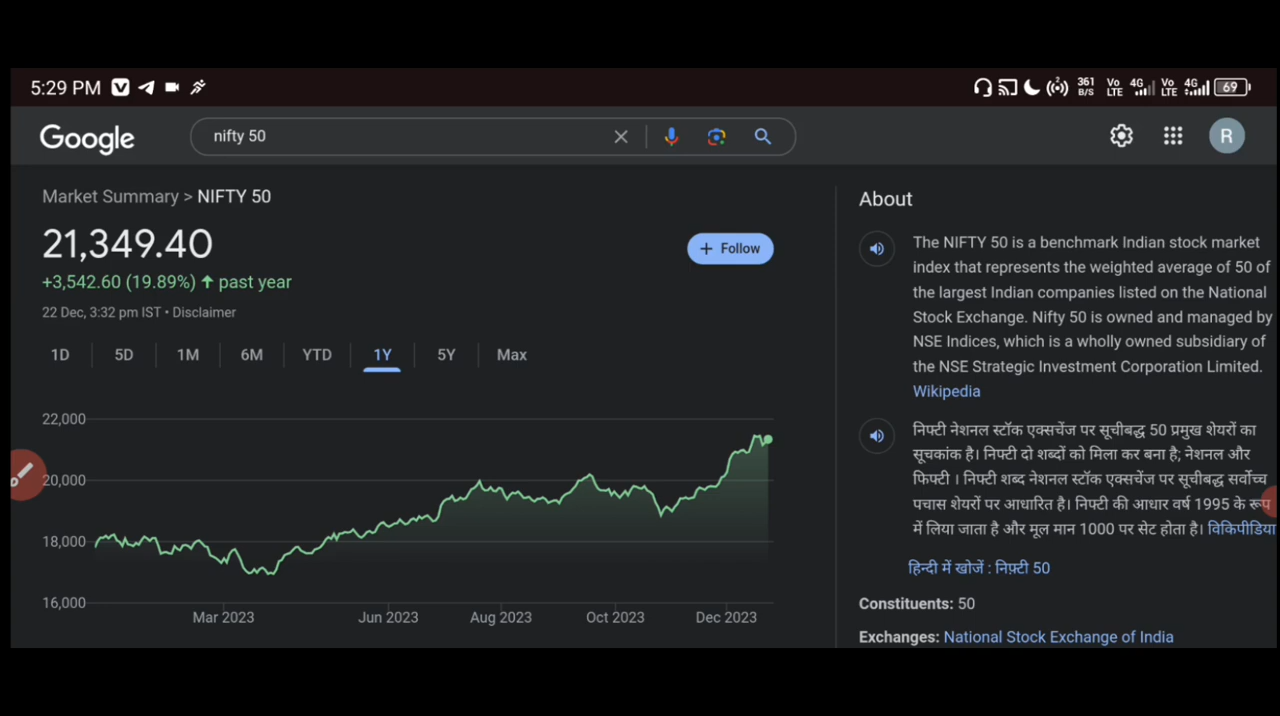 5:29 PM
361 B/S Vo LTE 4G Vo LTE 4G 69
Google
nifty 50
R
Market Summary > NIFTY 50
21,349.40
+3,542.60 (19.89%) ↑ past year
22 Dec, 3:32 pm IST • Disclaimer
+ Follow
1D 5D 1M 6M YTD 1Y 5Y Max
22,000
20,000
18,000
16,000
Mar 2023 Jun 2023 Aug 2023 Oct 2023 Dec 2023
About
The NIFTY 50 is a benchmark Indian stock market
index that represents the weighted average of 50 of
the largest Indian companies listed on the National
Stock Exchange. Nifty 50 is owned and managed by
NSE Indices, which is a wholly owned subsidiary of
the NSE Strategic Investment Corporation Limited.
Wikipedia
निफ्टी नेशनल स्टॉक एक्सचेंज पर सूचीबद्ध 50 प्रमुख शेयरों का
सूचकांक है। निफ्टी दो शब्दों को मिला कर बना है; नेशनल और
फिफ्टी । निफ्टी शब्द नेशनल स्टॉक एक्सचेंज पर सूचीबद्ध सर्वोच्च
पचास शेयरों पर आधारित है। निफ्टी की आधार वर्ष 1995 के रूप
में लिया जाता है और मूल मान 1000 पर सेट होता है। विकिपीडिया
हिन्दी में खोजें : निफ़्टी 50
Constituents: 50
Exchanges: National Stock Exchange of India